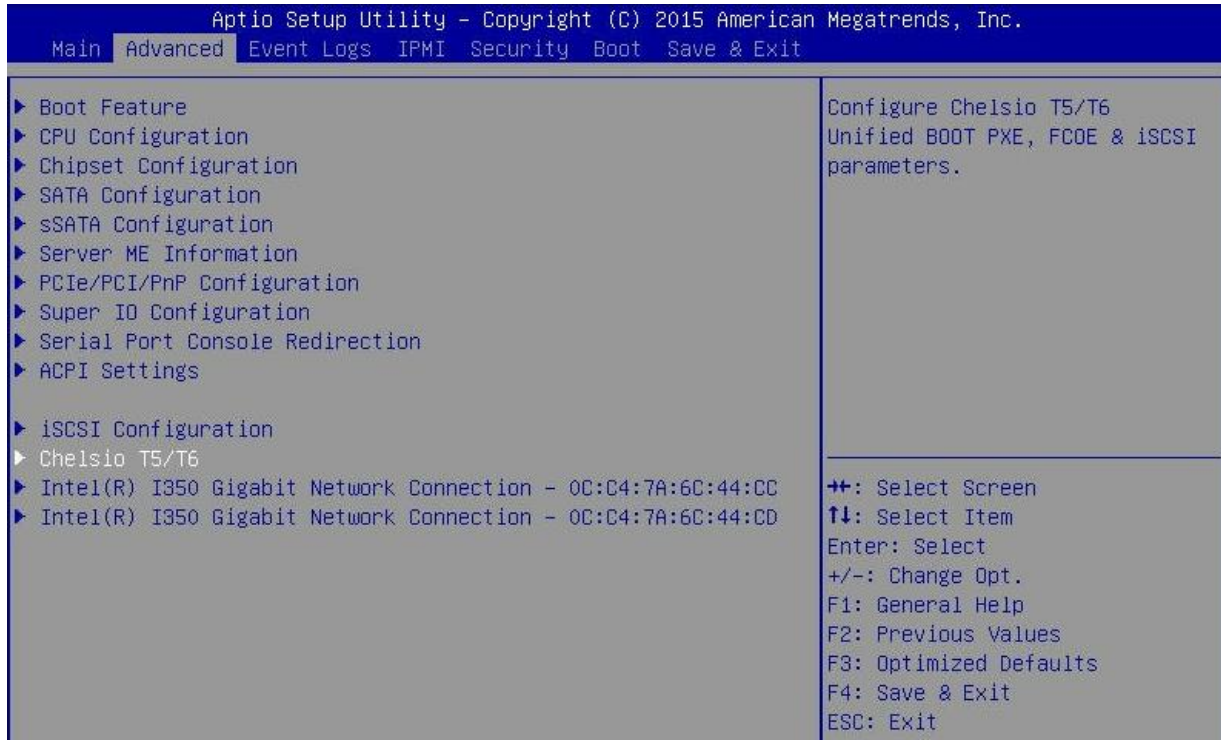 Aptio Setup Utility – Copyright (C) 2015 American Megatrends, Inc.
Main Advanced Event Logs IPMI Security Boot Save & Exit
▶ Boot Feature
▶ CPU Configuration
▶ Chipset Configuration
▶ SATA Configuration
▶ sSATA Configuration
▶ Server ME Information
▶ PCIe/PCI/PnP Configuration
▶ Super IO Configuration
▶ Serial Port Console Redirection
▶ ACPI Settings
▶ iSCSI Configuration
▶ Chelsio T5/T6
▶ Intel(R) I350 Gigabit Network Connection – 0C:C4:7A:6C:44:CC
▶ Intel(R) I350 Gigabit Network Connection – 0C:C4:7A:6C:44:CD
Configure Chelsio T5/T6
Unified BOOT PXE, FCOE & iSCSI
parameters.
→←: Select Screen
↑↓: Select Item
Enter: Select
+/-: Change Opt.
F1: General Help
F2: Previous Values
F3: Optimized Defaults
F4: Save & Exit
ESC: Exit